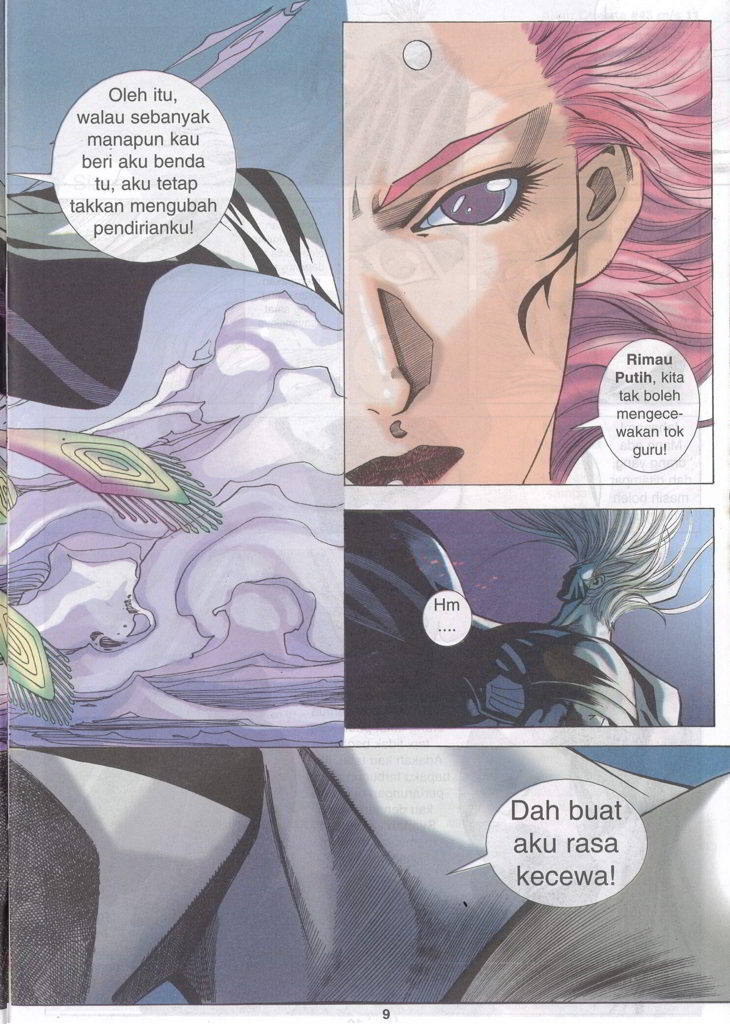 Oleh itu,
walau sebanyak
manapun kau
beri aku benda
tu, aku tetap
takkan mengubah
pendirianku!
Rimau
Putih, kita
tak boleh
mengece-
wakan tok
guru!
Hm
....
Dah buat
aku rasa
kecewa!
9